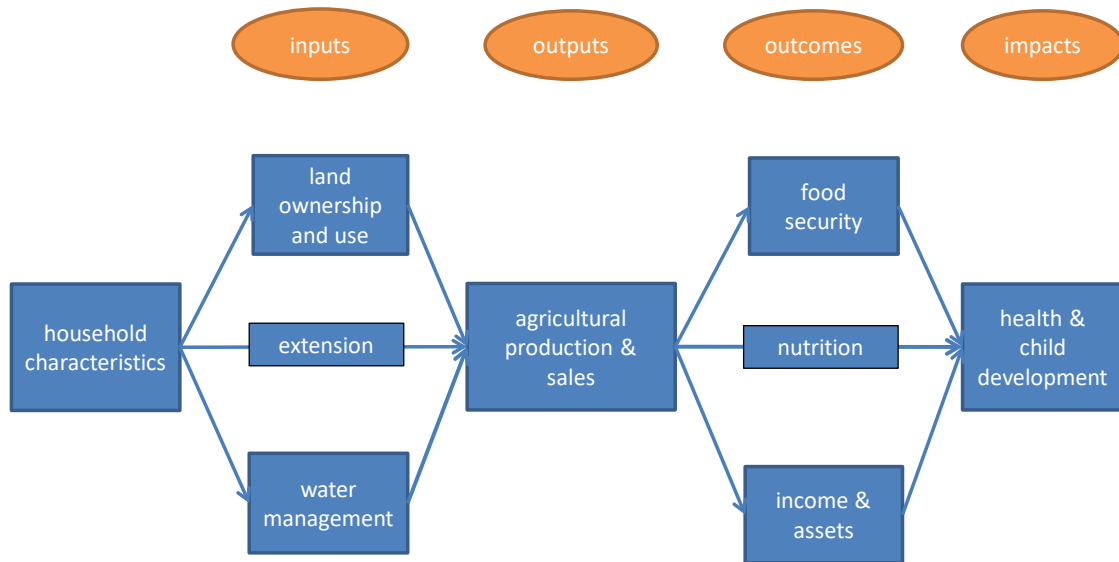 inputs
outputs
outcomes
impacts
land
ownership
and use
food
security
household
characteristics
extension
agricultural
production &
sales
nutrition
health &
child
development
water
management
income &
assets